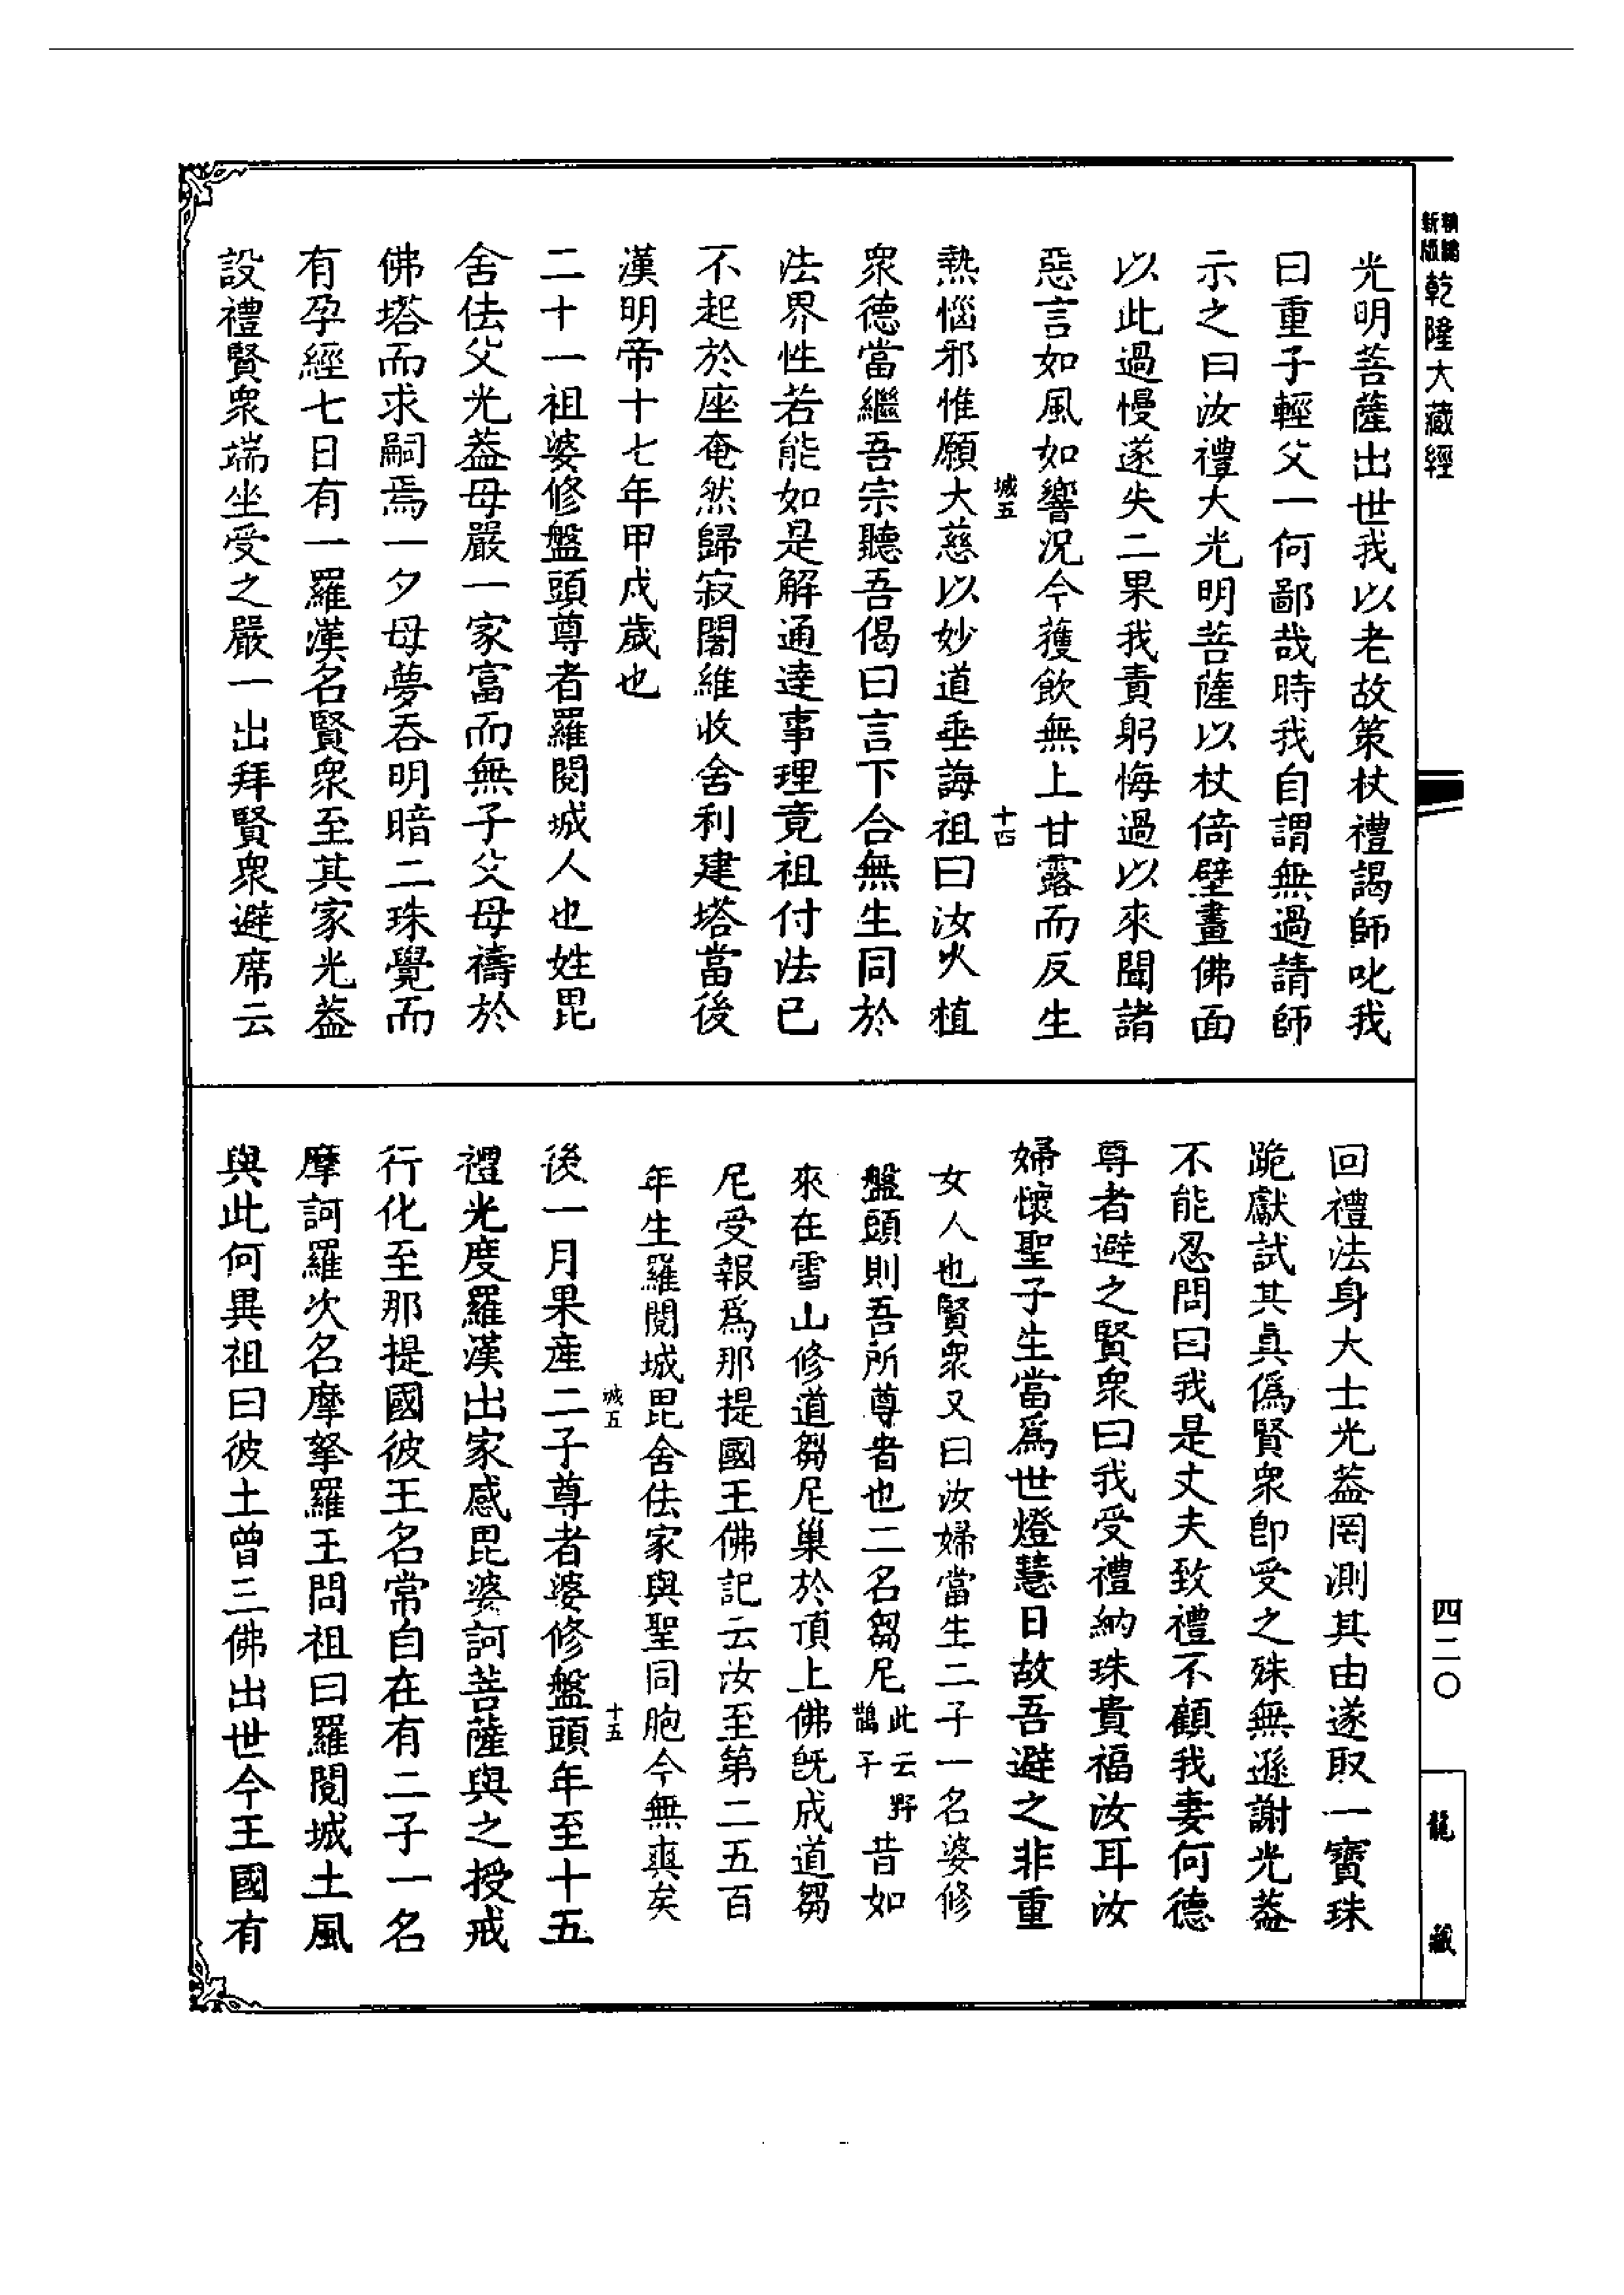 新版 精縮 乾隆大藏經
光明菩薩出世我以老故策杖禮謁師叱我
曰重子輕父一何鄙哉時我自謂無過請師
示之曰汝禮大光明菩薩以杖倚壁畫佛面
以此過慢遂失二果我責躬悔過以來聞諸
惡言如風如響況今獲飲無上甘露而反生
城五 十四
熱惱邪惟願大慈以妙道垂誨祖曰汝久植
衆德當繼吾宗聽吾偈曰言下合無生同於
法界性若能如是解通達事理竟祖付法已
不起於座奄然歸寂闍維收舍利建塔當後
漢明帝十七年甲戌歲也
二十一祖婆修盤頭尊者羅閱城人也姓毘
舍佉父光葢母嚴一家富而無子父母禱於
佛塔而求嗣焉一夕母夢吞明暗二珠覺而
有孕經七日有一羅漢名賢衆至其家光葢
設禮賢衆端坐受之嚴一出拜賢衆避席云
回禮法身大士光葢罔測其由遂取一寶珠
跪獻試其眞僞賢衆卽受之殊無遜謝光葢
不能忍問曰我是丈夫致禮不顧我妻何德
尊者避之賢衆曰我受禮納珠貴福汝耳汝
婦懷聖子生當爲世燈慧日故吾避之非重
女人也賢衆又曰汝婦當生二子一名婆修
盤頭則吾所尊者也二名芻尼此云野鵲子昔如
來在雪山修道芻尼巢於頂上佛旣成道芻
尼受報爲那提國王佛記云汝至第二五百
年生羅閱城毘舍佉家與聖同胞今無爽矣
城五 十五
後一月果產二子尊者婆修盤頭年至十五
禮光度羅漢出家感毘婆訶菩薩與之授戒
行化至那提國彼王名常自在有二子一名
摩訶羅次名摩拏羅王問祖曰羅閱城土風
與此何異祖曰彼土曾三佛出世今王國有
四二〇
龍藏